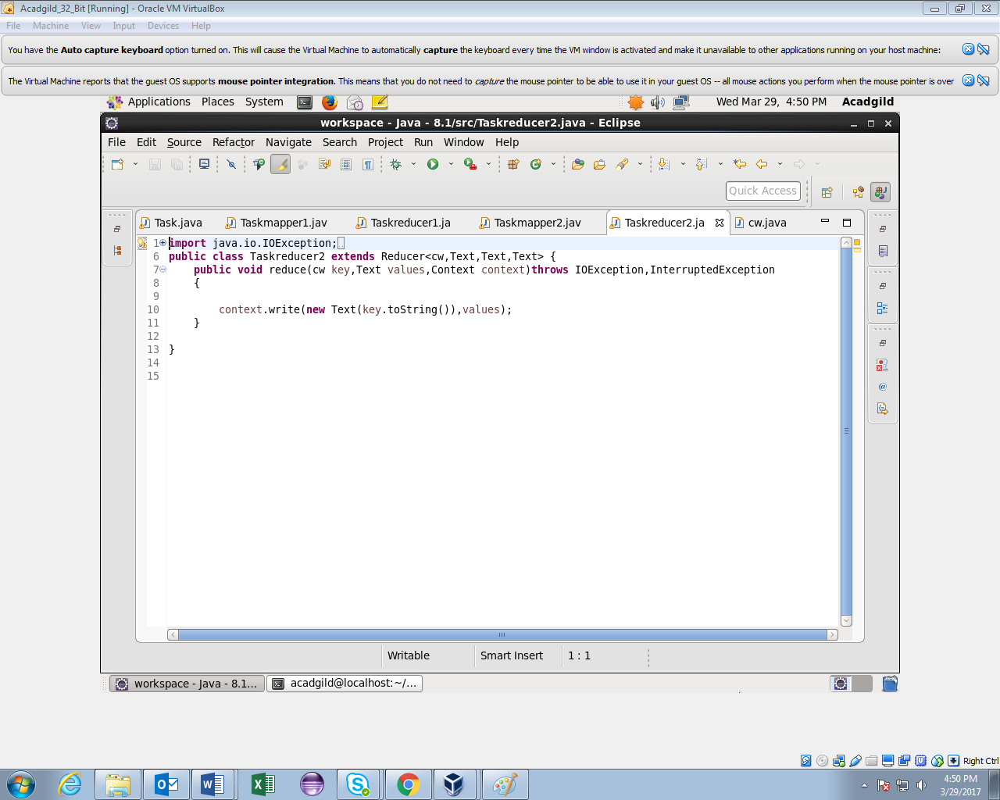 Acadgild_32_Bit [Running] - Oracle VM VirtualBox
File Machine View Input Devices Help
You have the Auto capture keyboard option turned on. This will cause the Virtual Machine to automatically capture the keyboard every time the VM window is activated and make it unavailable to other applications running on your host machine:
The Virtual Machine reports that the guest OS supports mouse pointer integration. This means that you do not need to capture the mouse pointer to be able to use it in your guest OS -- all mouse actions you perform when the mouse pointer is over
Applications Places System Wed Mar 29, 4:50 PM Acadgild
workspace - Java - 8.1/src/Taskreducer2.java - Eclipse
File Edit Source Refactor Navigate Search Project Run Window Help
Quick Access
Task.java Taskmapper1.jav Taskreducer1.ja Taskmapper2.jav Taskreducer2.ja cw.java
1 import java.io.IOException;
6 public class Taskreducer2 extends Reducer<cw,Text,Text,Text> {
7 public void reduce(cw key,Text values,Context context)throws IOException,InterruptedException
8 {
9
10 context.write(new Text(key.toString()),values);
11 }
12
13 }
14
15
Writable Smart Insert 1 : 1
workspace - Java - 8.1... acadgild@localhost:~/...
Right Ctrl
4:50 PM
3/29/2017